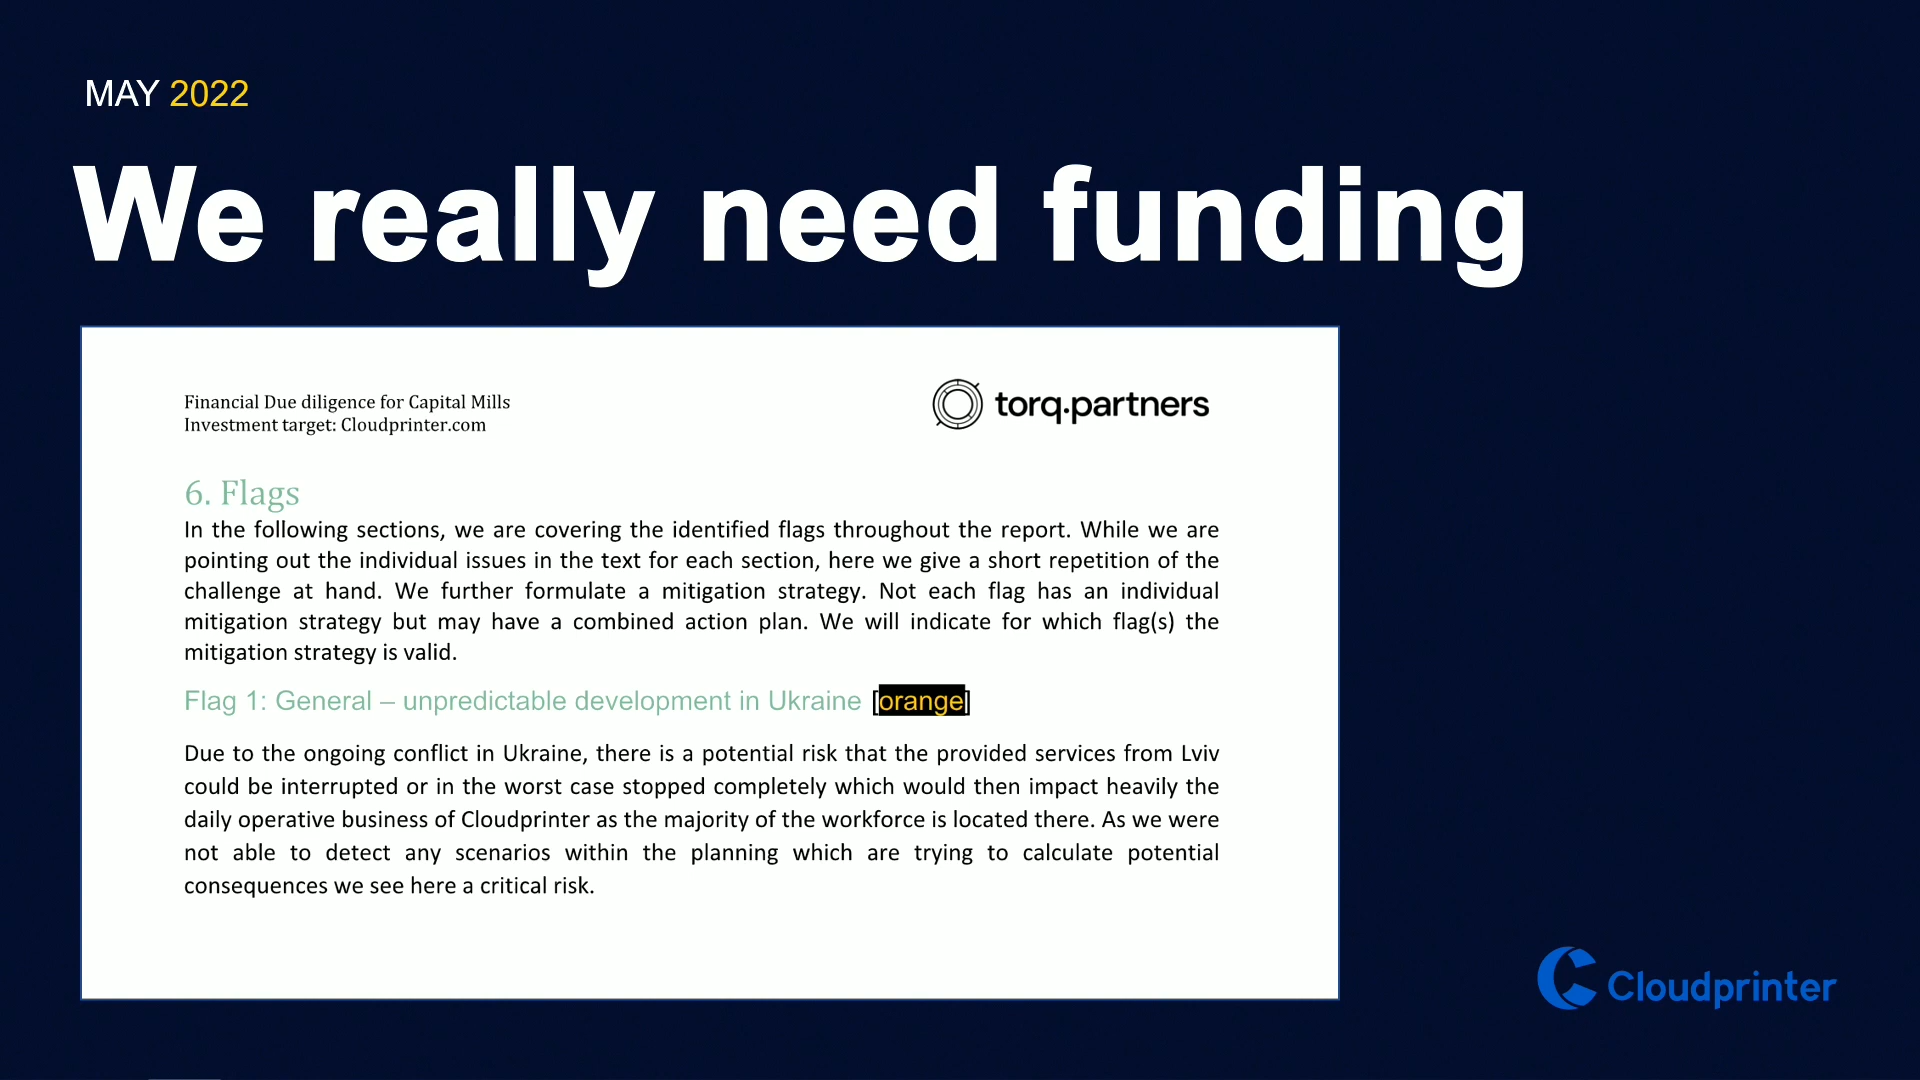 MAY 2022
We really need funding
Financial Due diligence for Capital Mills
Investment target: Cloudprinter.com
torq.partners
6. Flags
In the following sections, we are covering the identified flags throughout the report. While we are
pointing out the individual issues in the text for each section, here we give a short repetition of the
challenge at hand. We further formulate a mitigation strategy. Not each flag has an individual
mitigation strategy but may have a combined action plan. We will indicate for which flag(s) the
mitigation strategy is valid.
Flag 1: General – unpredictable development in Ukraine [orange]
Due to the ongoing conflict in Ukraine, there is a potential risk that the provided services from Lviv
could be interrupted or in the worst case stopped completely which would then impact heavily the
daily operative business of Cloudprinter as the majority of the workforce is located there. As we were
not able to detect any scenarios within the planning which are trying to calculate potential
consequences we see here a critical risk.
Cloudprinter